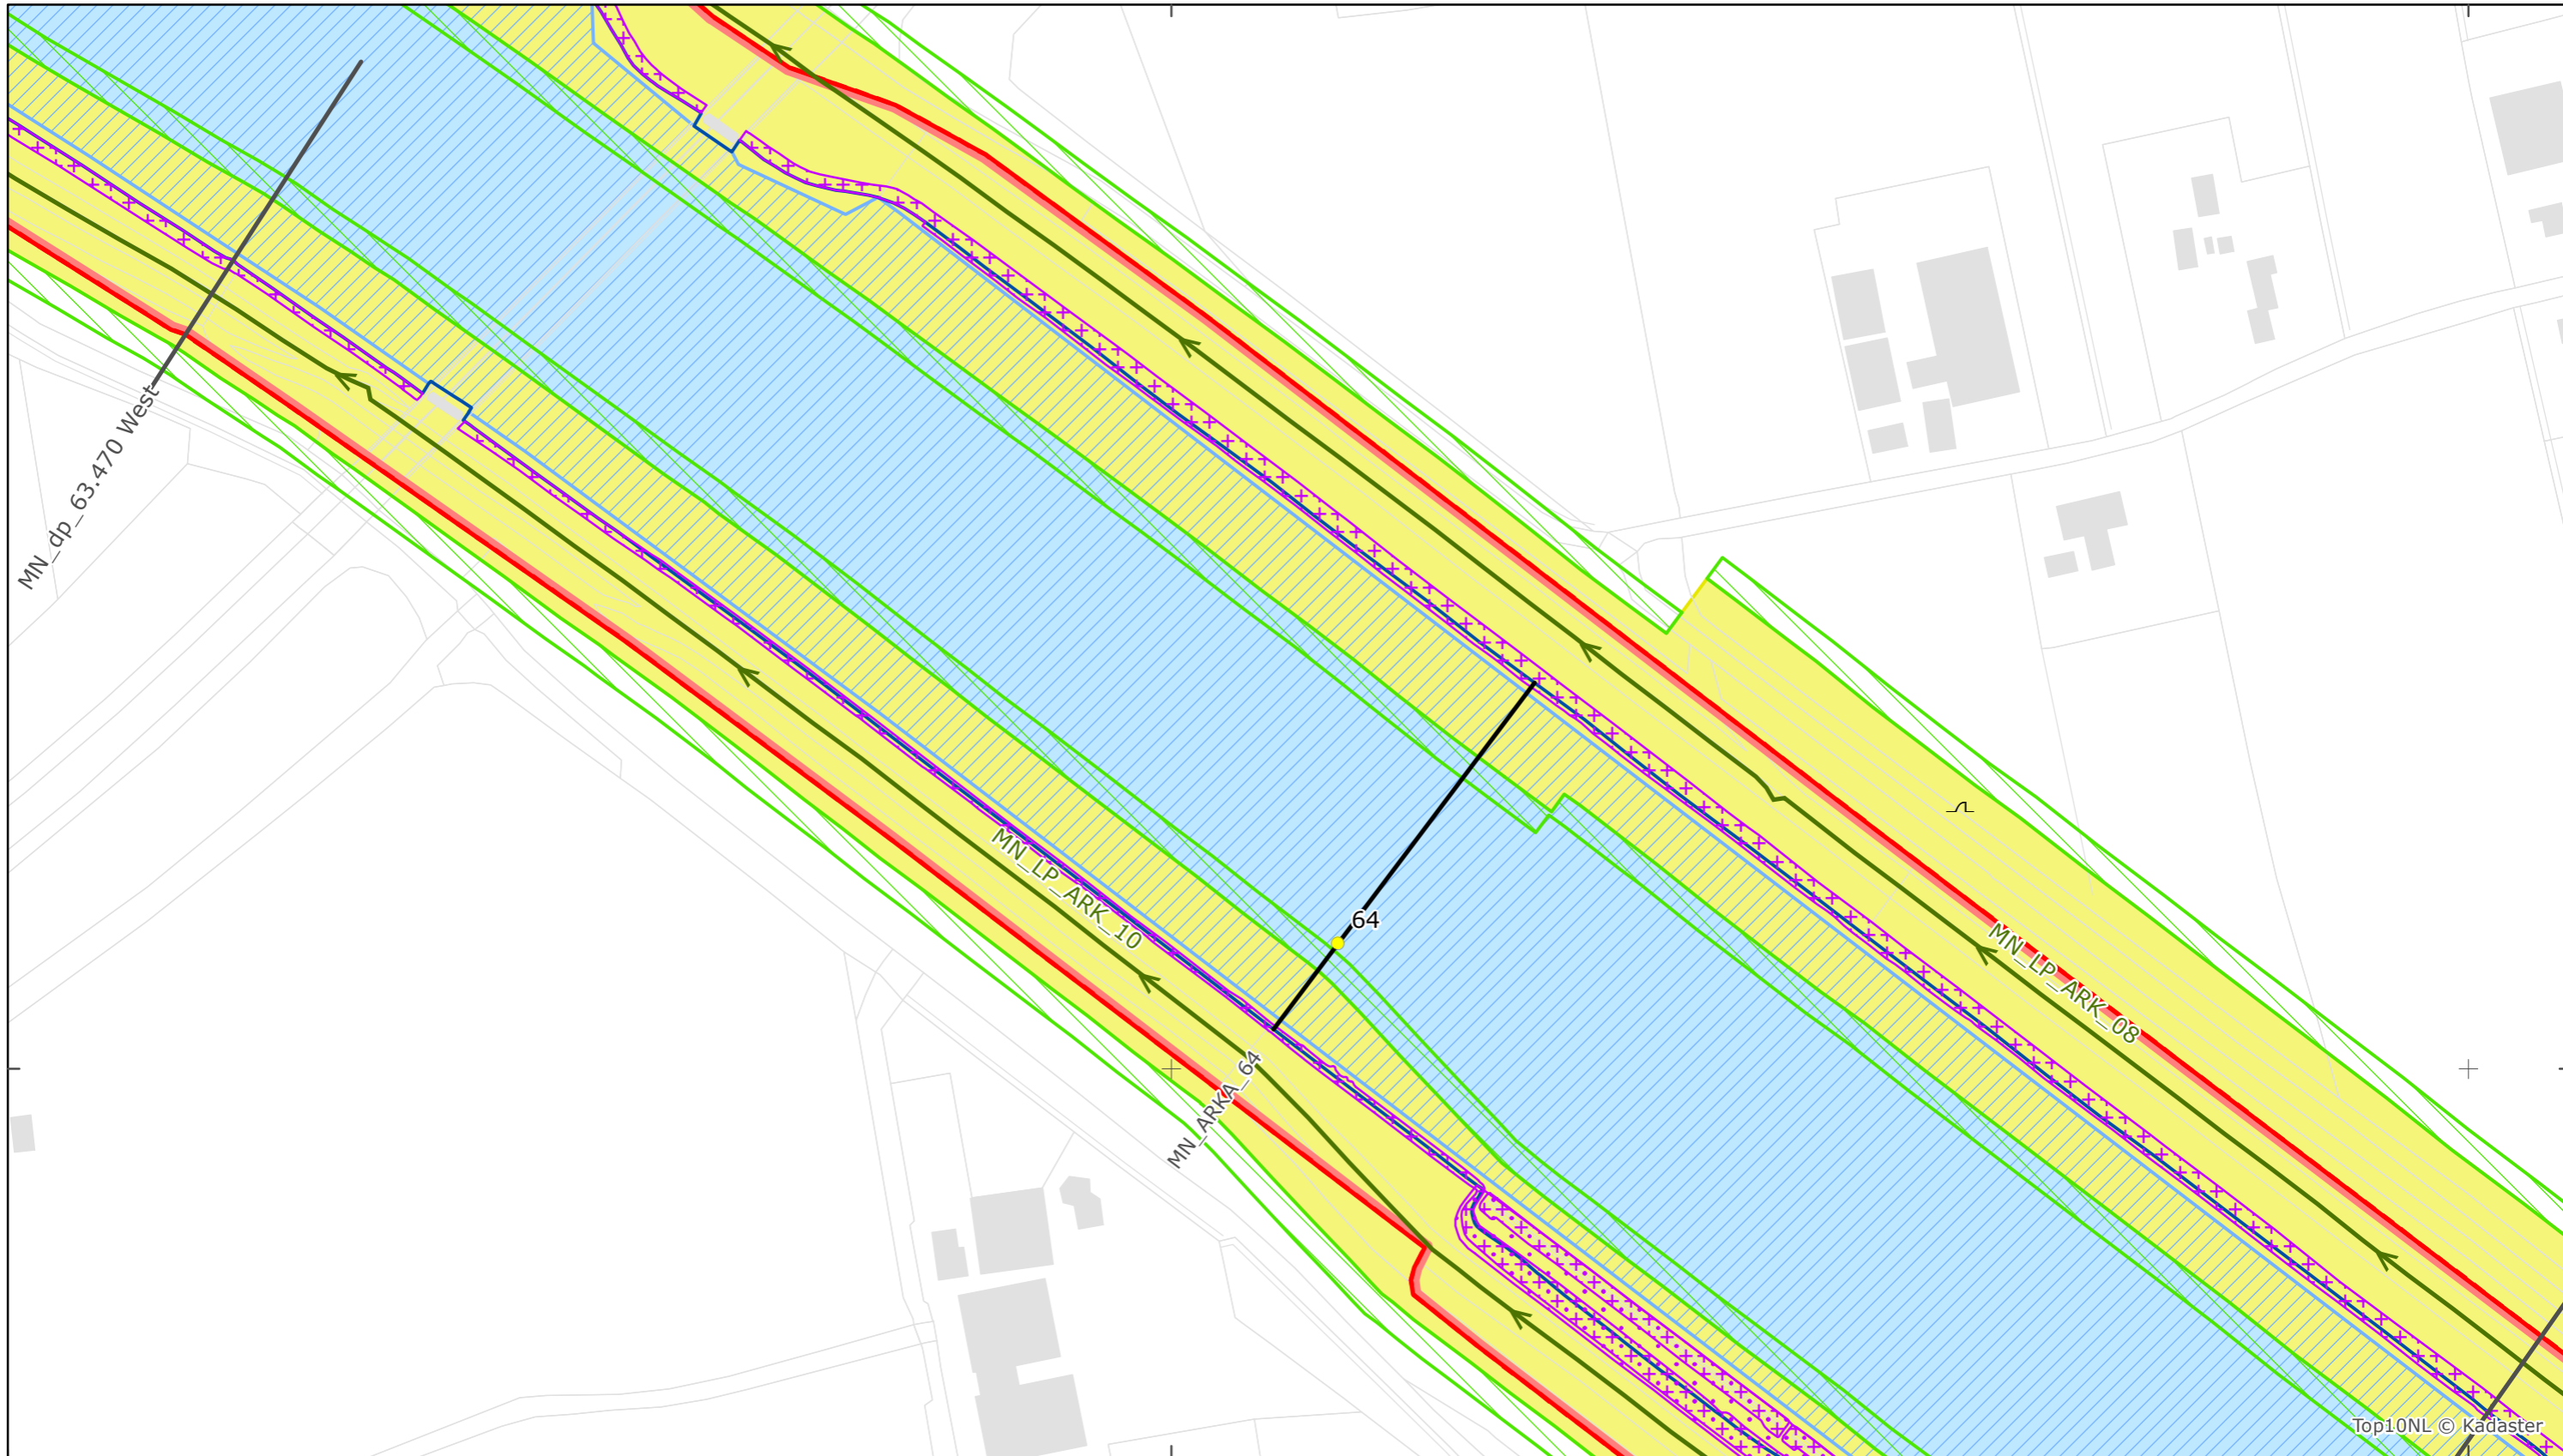 MN_dp_63.470 West
64
MN_LP_ARK_10
MN_LP_ARK_08
MN_ARKA_64
Top10NL © Kadaster